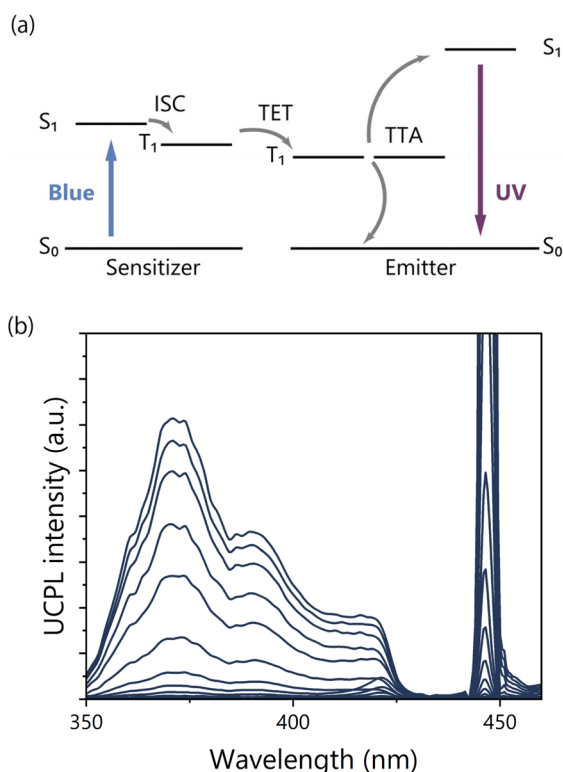 (a)
S₁
ISC
S₁
TET
T₁
T₁
TTA
Blue
UV
S₀
S₀
Sensitizer
Emitter
(b)
UCPL intensity (a.u.)
350
400
450
Wavelength (nm)